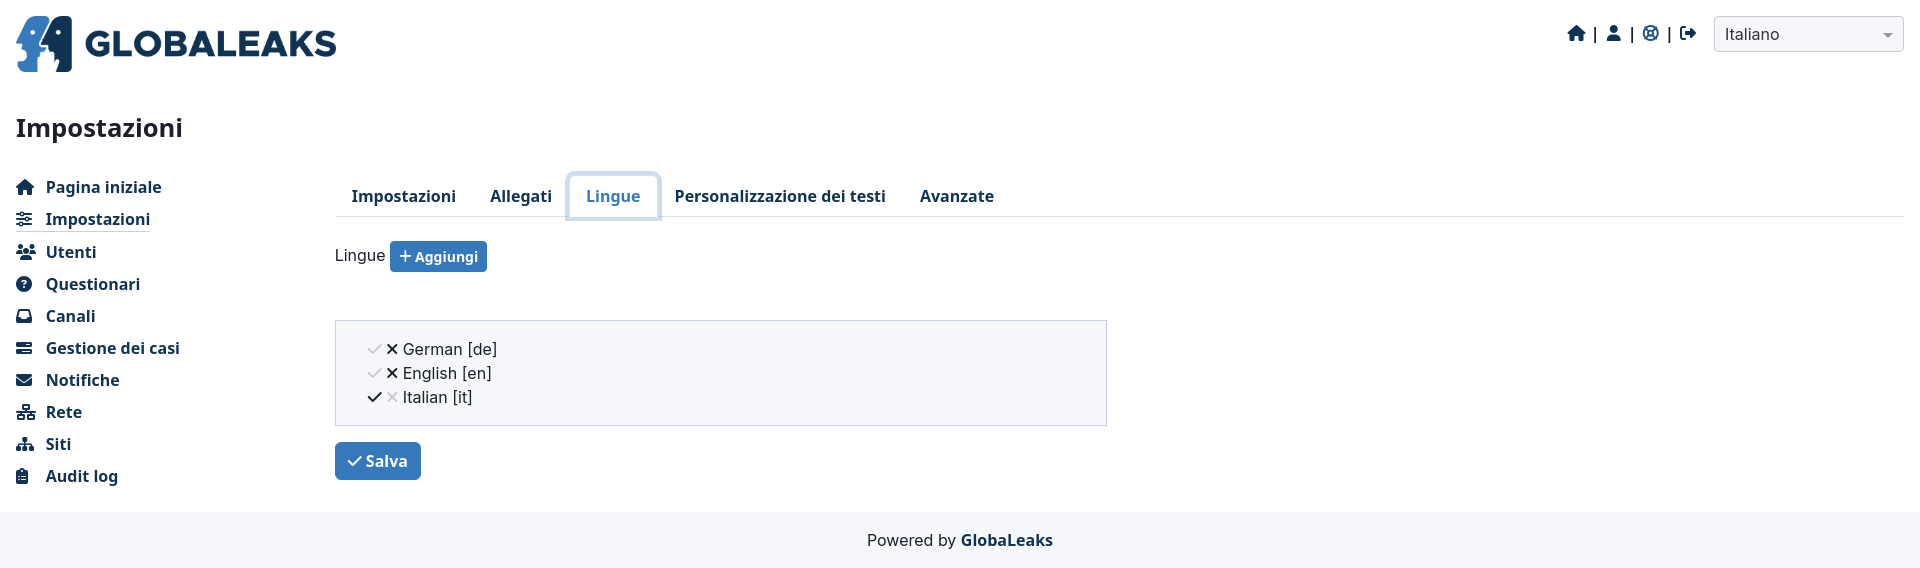 GLOBALEAKS
| | |
Italiano
Impostazioni
Pagina iniziale
Impostazioni
Utenti
Questionari
Canali
Gestione dei casi
Notifiche
Rete
Siti
Audit log
Impostazioni Allegati Lingue Personalizzazione dei testi Avanzate
Lingue + Aggiungi
German [de]
English [en]
Italian [it]
Salva
Powered by GlobaLeaks